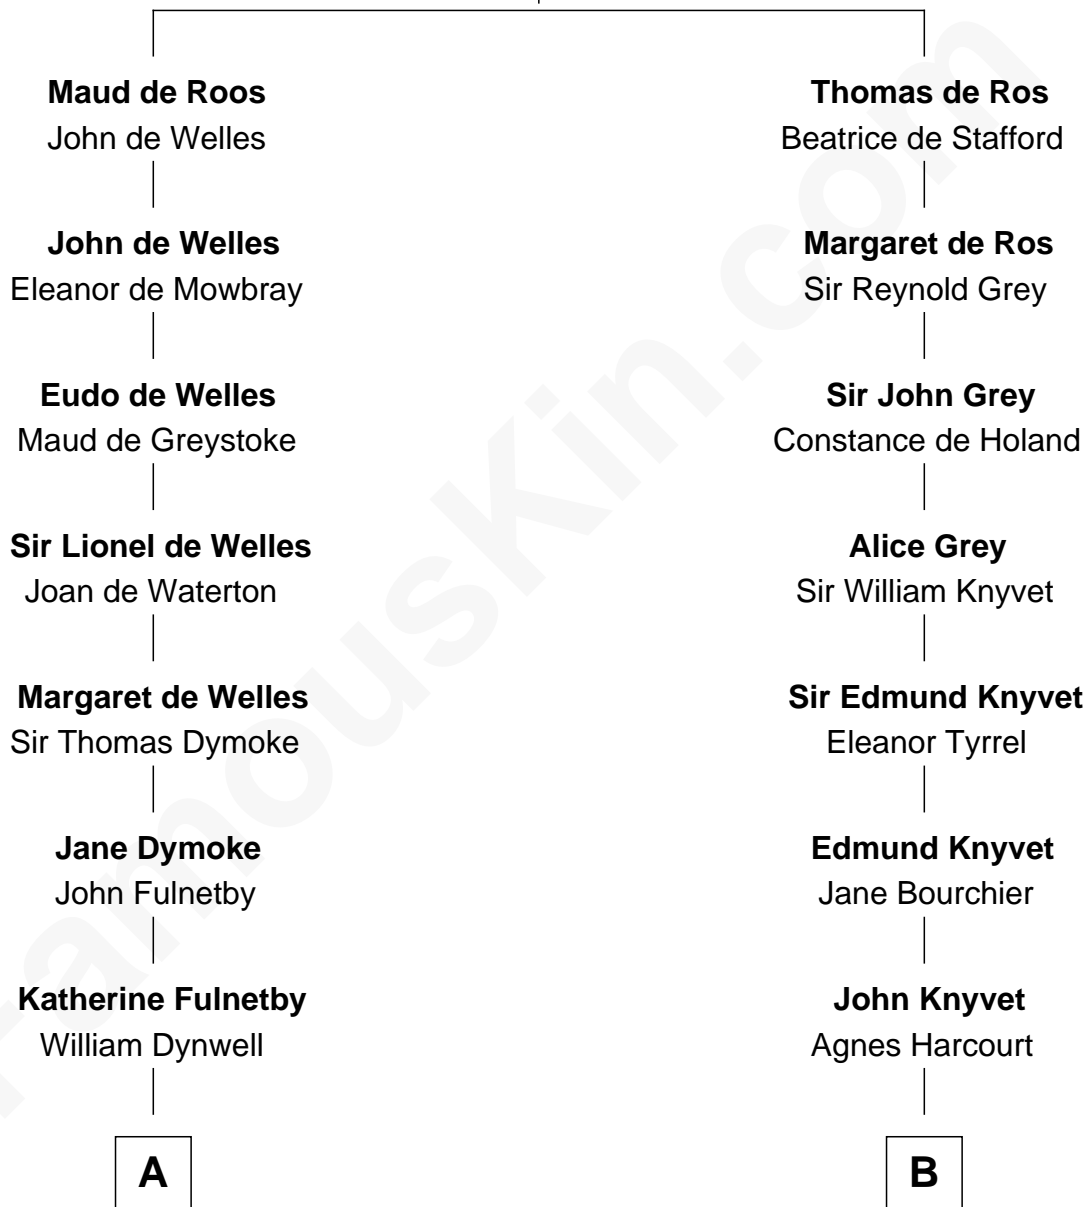 Maud de Roos
John de Welles
John de Welles
Eleanor de Mowbray
Eudo de Welles
Maud de Greystoke
Sir Lionel de Welles
Joan de Waterton
Margaret de Welles
Sir Thomas Dymoke
Jane Dymoke
John Fulnetby
Katherine Fulnetby
William Dynwell
A
Thomas de Ros
Beatrice de Stafford
Margaret de Ros
Sir Reynold Grey
Sir John Grey
Constance de Holand
Alice Grey
Sir William Knyvet
Sir Edmund Knyvet
Eleanor Tyrrel
Edmund Knyvet
Jane Bourchier
John Knyvet
Agnes Harcourt
B
FamousKin.com